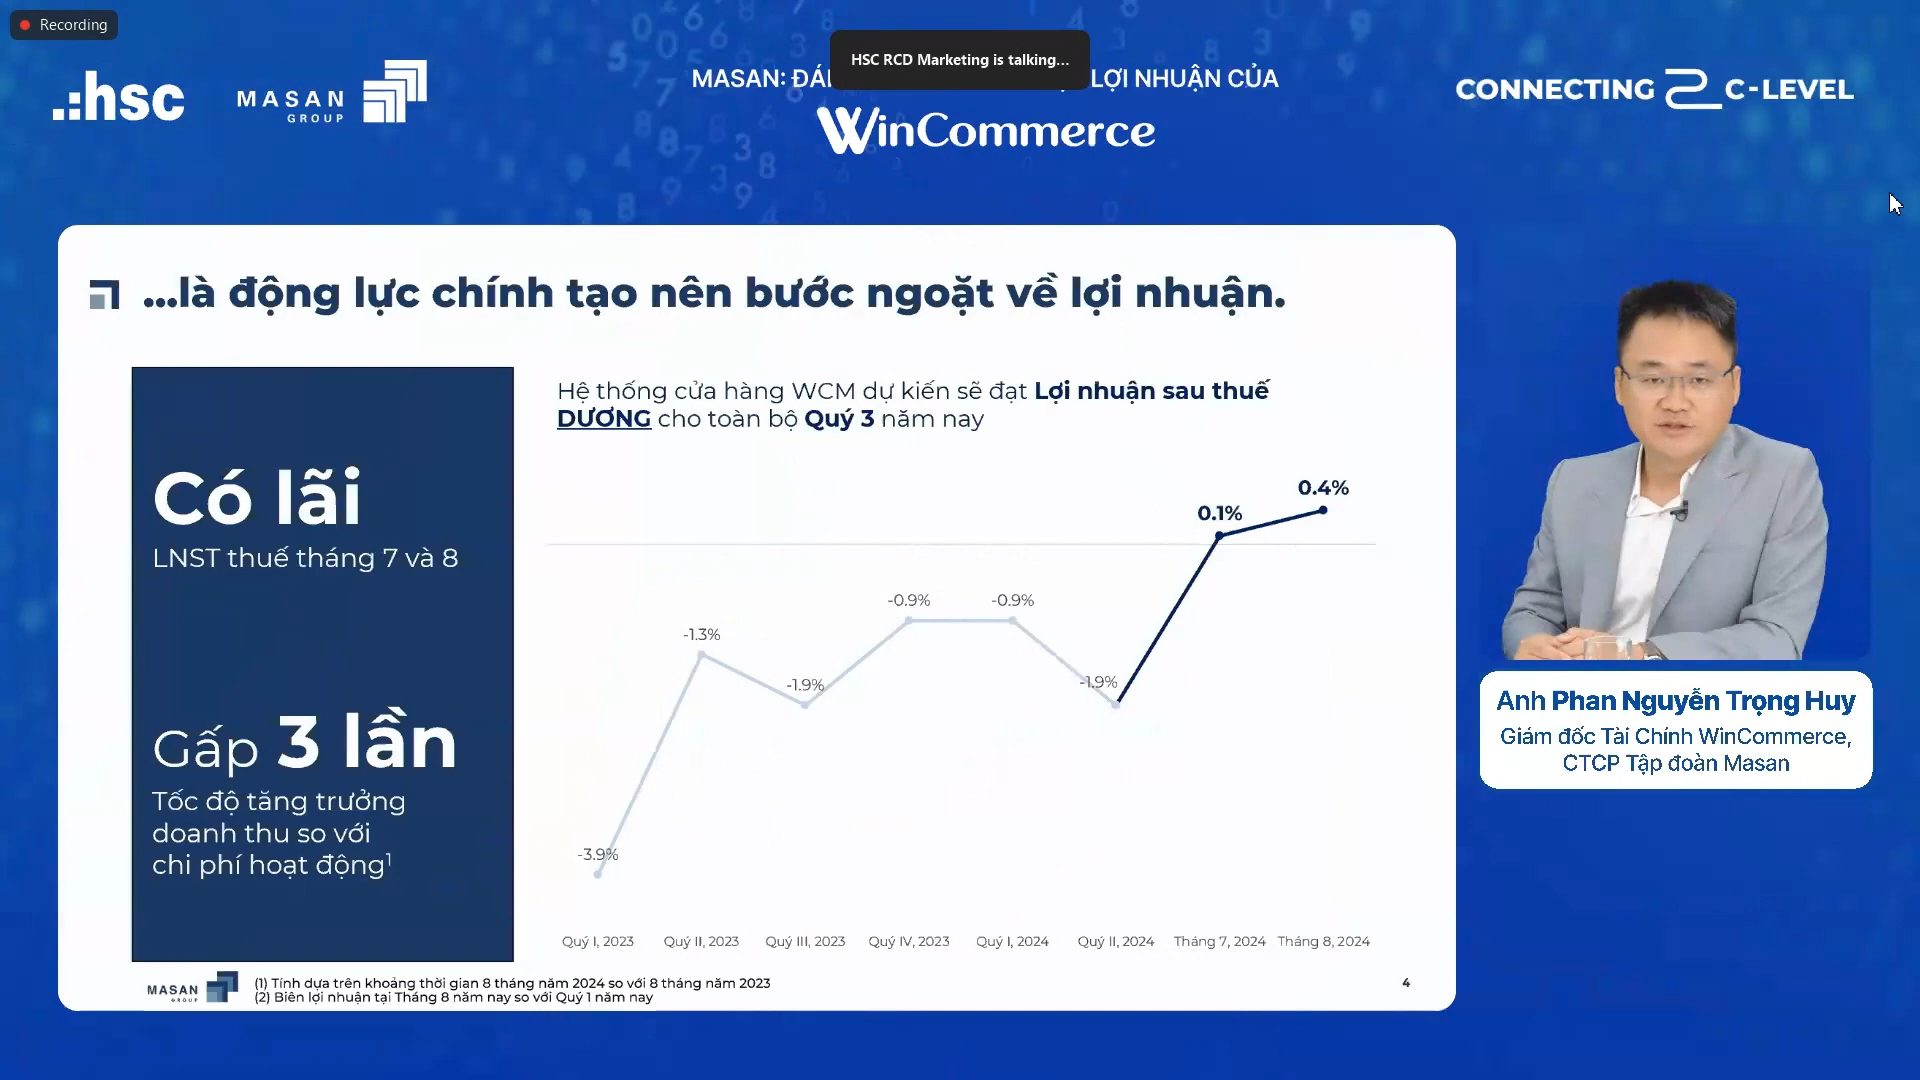 Recording
HSC RCD Marketing is talking...
.:hsc
MASAN
GROUP
MASAN: LỢI NHUẬN CỦA
WinCommerce
CONNECTING 2 C-LEVEL
...là động lực chính tạo nên bước ngoặt về lợi nhuận.
Có lãi
LNST thuế tháng 7 và 8
Gấp 3 lần
Tốc độ tăng trưởng
doanh thu so với
chi phí hoạt động¹
Hệ thống cửa hàng WCM dự kiến sẽ đạt Lợi nhuận sau thuế
DƯƠNG cho toàn bộ Quý 3 năm nay
0.4%
0.1%
-0.9%
-0.9%
-1.3%
-1.9%
-1.9%
-3.9%
Quý I, 2023
Quý II, 2023
Quý III, 2023
Quý IV, 2023
Quý I, 2024
Quý II, 2024
Tháng 7, 2024
Tháng 8, 2024
MASAN
GROUP
(1) Tính dựa trên khoảng thời gian 8 tháng năm 2024 so với 8 tháng năm 2023
(2) Biên lợi nhuận tại Tháng 8 năm nay so với Quý 1 năm nay
4
Anh Phan Nguyễn Trọng Huy
Giám đốc Tài Chính WinCommerce,
CTCP Tập đoàn Masan